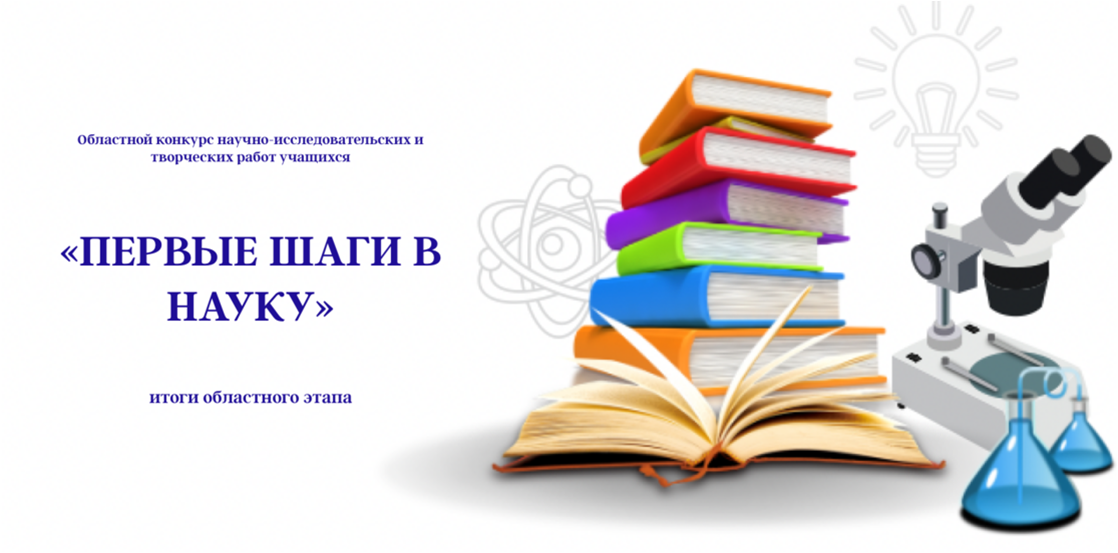 Областной конкурс научно-исследовательских и
творческих работ учащихся
«ПЕРВЫЕ ШАГИ В
НАУКУ»
итоги областного этапа